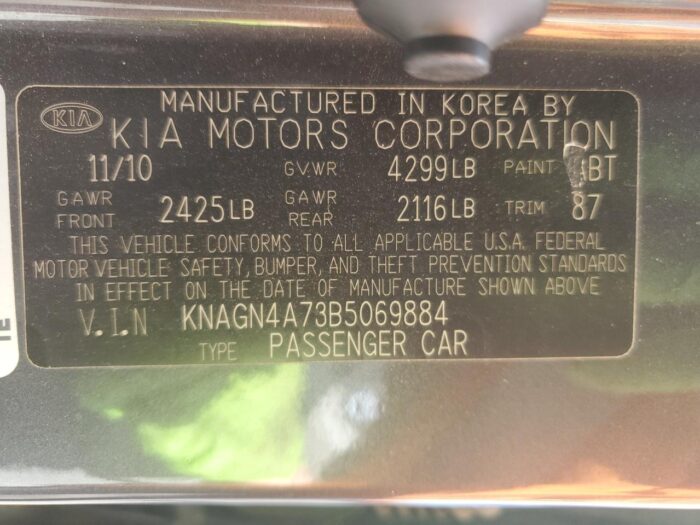 MANUFACTURED IN KOREA BY
KIA KIA MOTORS CORPORATION
11/10 GVWR 4299LB PAINT BT
GAWR FRONT 2425LB GAWR REAR 2116LB TRIM 87
THIS VEHICLE CONFORMS TO ALL APPLICABLE U.S.A. FEDERAL
MOTOR VEHICLE SAFETY, BUMPER, AND THEFT PREVENTION STANDARDS
IN EFFECT ON THE DATE OF MANUFACTURE SHOWN ABOVE
V.I.N KNAGN4A73B5069884
TYPE PASSENGER CAR